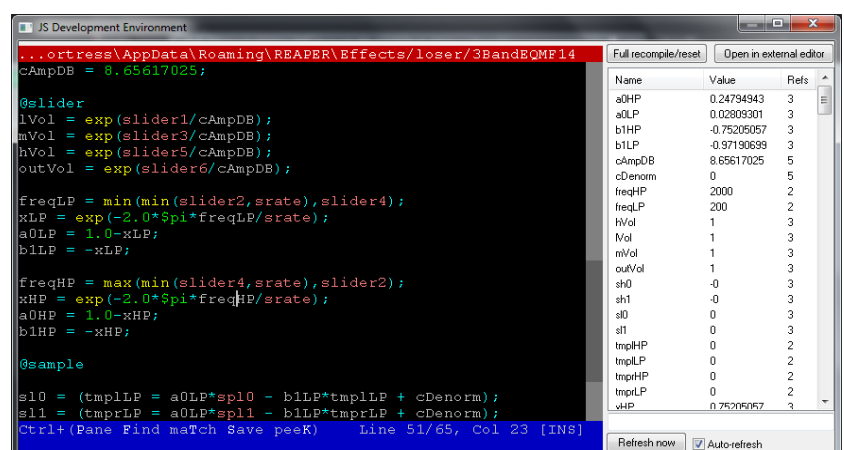 JS Development Environment
...ortress\AppData\Roaming\REAPER\Effects/loser/3BandEQMF14
cAmpDB = 8.65617025;
@slider
lVol = exp(slider1/cAmpDB);
mVol = exp(slider3/cAmpDB);
hVol = exp(slider5/cAmpDB);
outVol = exp(slider6/cAmpDB);
freqLP = min(min(slider2,srate),slider4);
xLP = exp(-2.0*$pi*freqLP/srate);
a0LP = 1.0-xLP;
b1LP = -xLP;
freqHP = max(min(slider4,srate),slider2);
xHP = exp(-2.0*$pi*freqHP/srate);
a0HP = 1.0-xHP;
b1HP = -xHP;
@sample
sl0 = (tmplLP = a0LP*spl0 - b1LP*tmplLP + cDenorm);
sl1 = (tmprLP = a0LP*spl1 - b1LP*tmprLP + cDenorm);
Ctrl+(Pane Find maTch Save peeK) Line 51/65, Col 23 [INS]
Full recompile/reset Open in external editor
Name Value Refs
a0HP 0.24794943 3
a0LP 0.02809301 3
b1HP -0.75205057 3
b1LP -0.97190699 3
cAmpDB 8.65617025 5
cDenorm 0 5
freqHP 2000 2
freqLP 200 2
hVol 1 3
lVol 1 3
mVol 1 3
outVol 1 3
sh0 -0 3
sh1 -0 3
sl0 0 3
sl1 0 3
tmplHP 0 2
tmplLP 0 2
tmprHP 0 2
tmprLP 0 2
xHP 0.75205057 3
Refresh now Auto-refresh